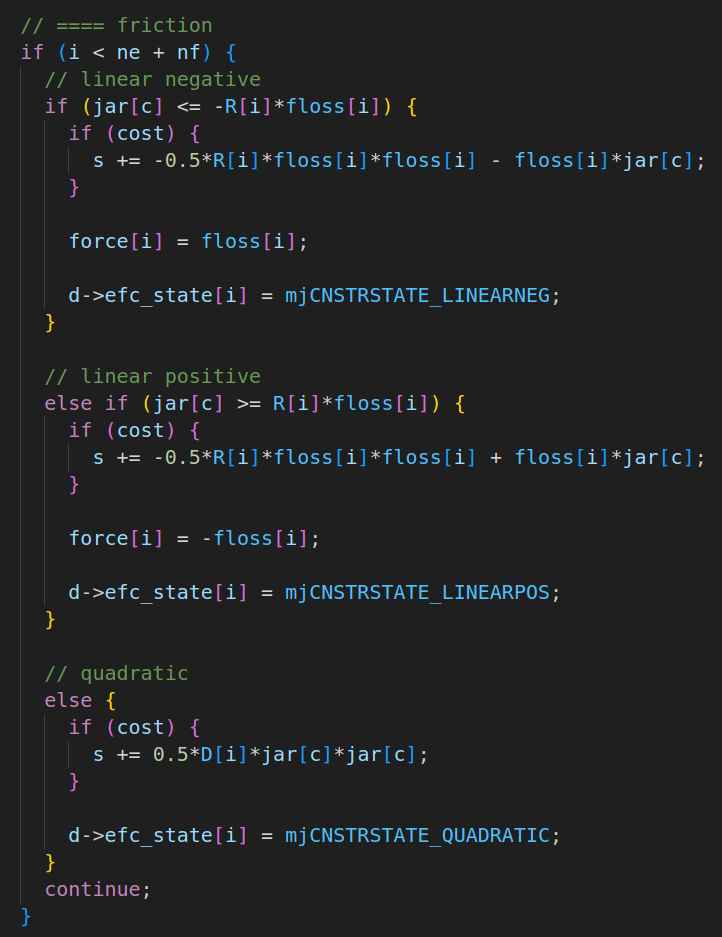 // ==== friction
if (i < ne + nf) {
  // linear negative
  if (jar[c] <= -R[i]*floss[i]) {
    if (cost) {
      s += -0.5*R[i]*floss[i]*floss[i] - floss[i]*jar[c];
    }

    force[i] = floss[i];

    d->efc_state[i] = mjCNSTRSTATE_LINEARNEG;
  }

  // linear positive
  else if (jar[c] >= R[i]*floss[i]) {
    if (cost) {
      s += -0.5*R[i]*floss[i]*floss[i] + floss[i]*jar[c];
    }

    force[i] = -floss[i];

    d->efc_state[i] = mjCNSTRSTATE_LINEARPOS;
  }

  // quadratic
  else {
    if (cost) {
      s += 0.5*D[i]*jar[c]*jar[c];
    }

    d->efc_state[i] = mjCNSTRSTATE_QUADRATIC;
  }
  continue;
}